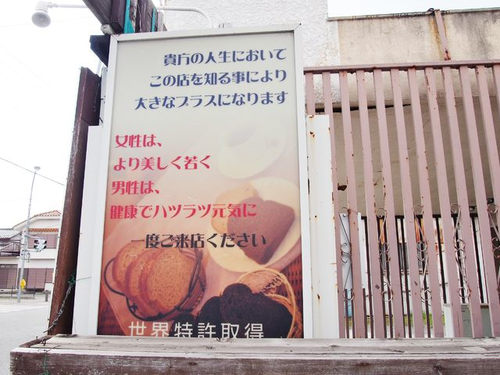 貴方の人生において
この店を知る事により
大きなプラスになります
女性は、
より美しく若く
男性は、
健康でハツラツ元気に
一度ご来店ください
世界特許取得